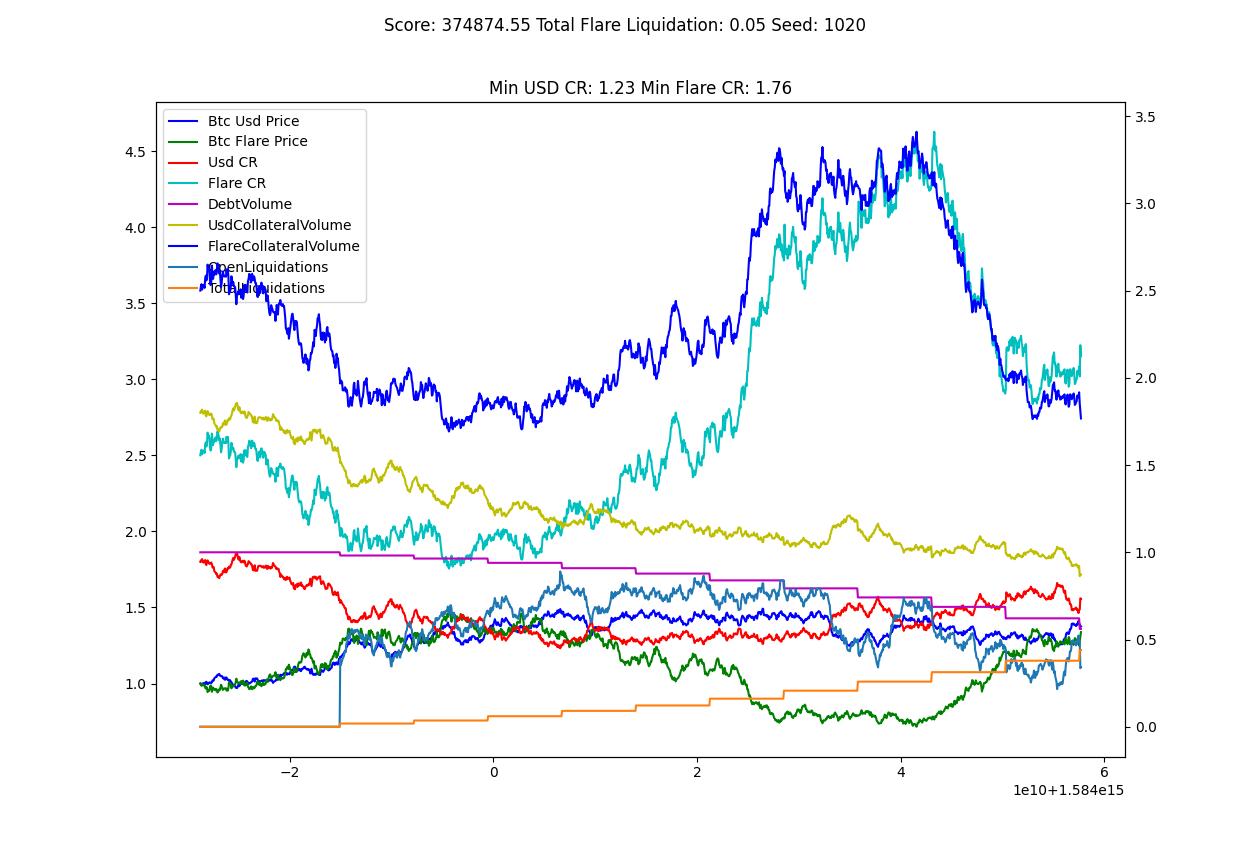 Score: 374874.55 Total Flare Liquidation: 0.05 Seed: 1020
Min USD CR: 1.23 Min Flare CR: 1.76
Btc Usd Price
Btc Flare Price
Usd CR
Flare CR
DebtVolume
UsdCollateralVolume
FlareCollateralVolume
OpenLiquidations
TotalLiquidations
4.5
4.0
3.5
3.0
2.5
2.0
1.5
1.0
3.5
3.0
2.5
2.0
1.5
1.0
0.5
0.0
−2 0 2 4 6
1e10+1.584e15